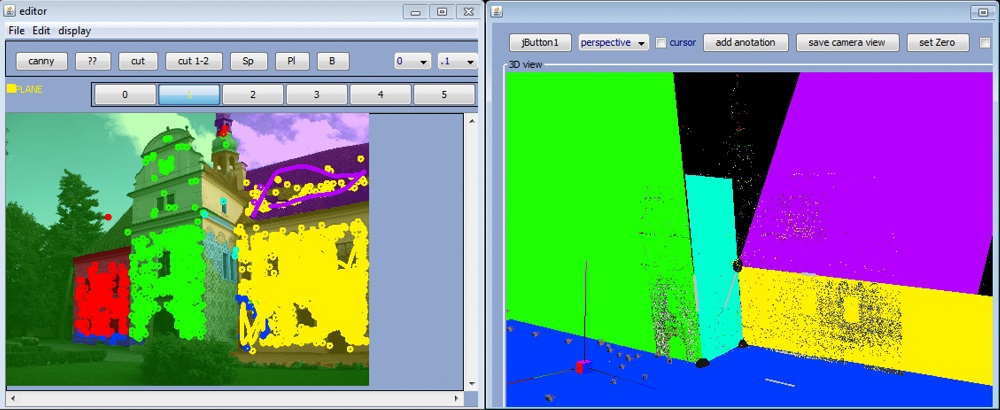 editor
File Edit display
canny ?? cut cut 1-2 Sp Pl B 0 .1
PLANE
0 1 2 3 4 5
jButton1 perspective cursor add anotation save camera view set Zero
3D view